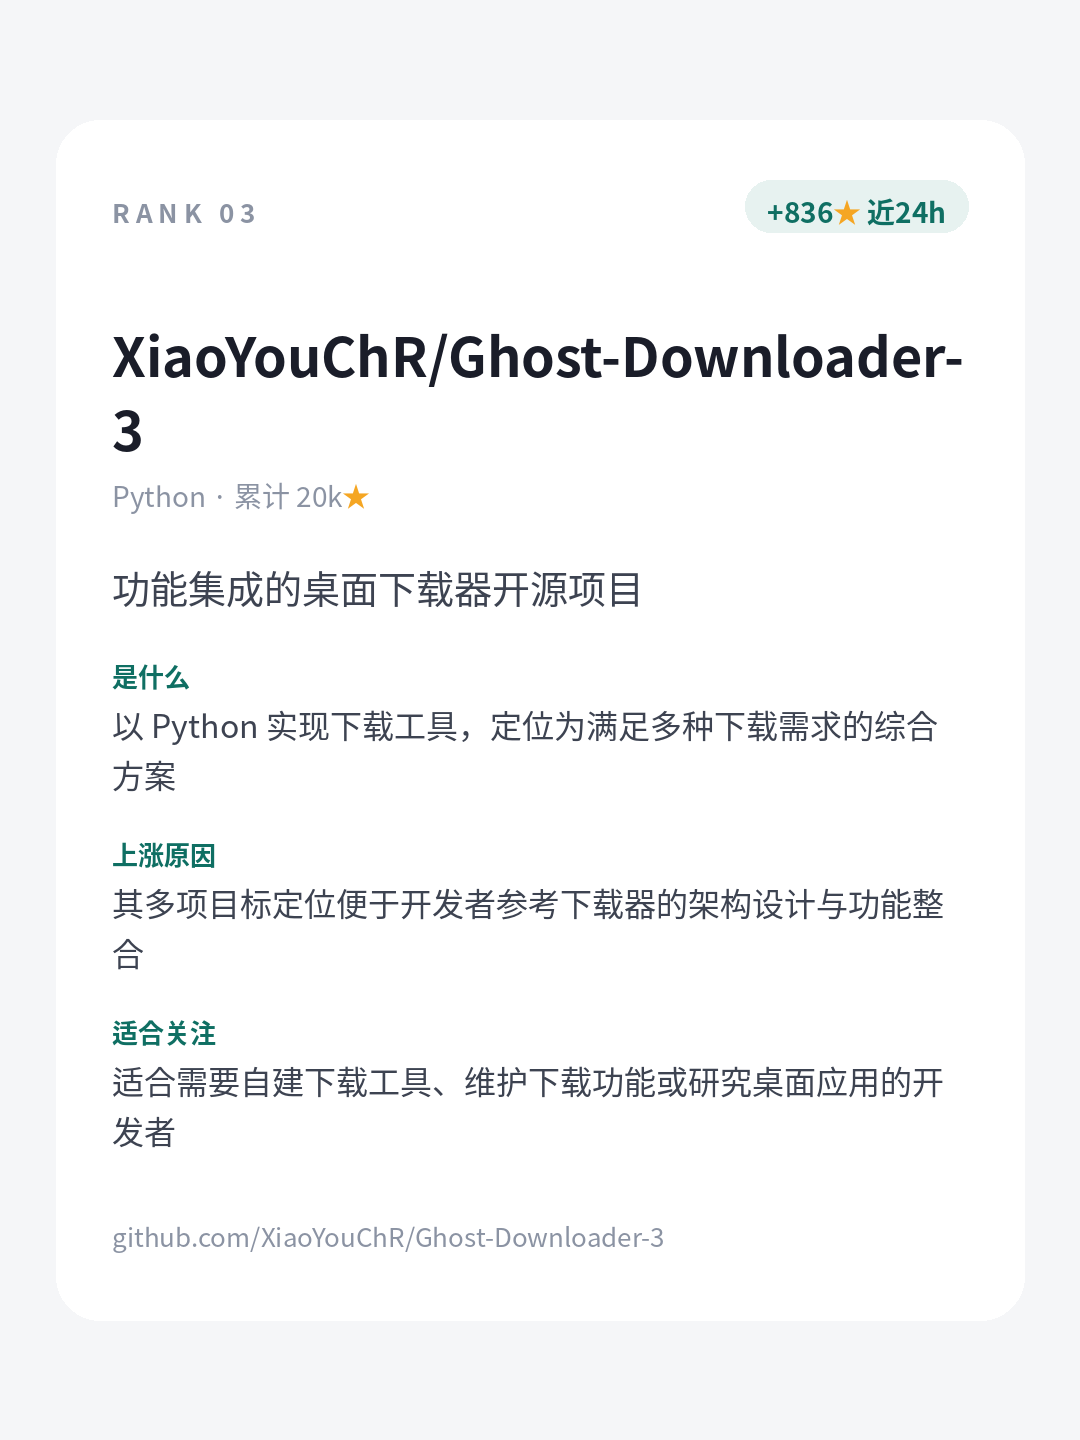 RANK 03
+836★ 近24h
XiaoYouChR/Ghost-Downloader-
3
Python · 累计 20k★
功能集成的桌面下载器开源项目
是什么
以 Python 实现下载工具，定位为满足多种下载需求的综合
方案
上涨原因
其多项目标定位便于开发者参考下载器的架构设计与功能整
合
适合关注
适合需要自建下载工具、维护下载功能或研究桌面应用的开
发者
github.com/XiaoYouChR/Ghost-Downloader-3